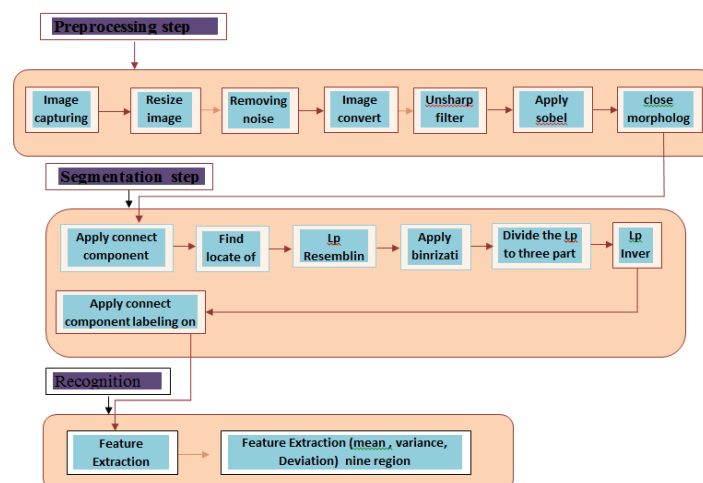 Preprocessing step
Image
capturing
Resize
image
Removing
noise
Image
convert
Unsharp
filter
Apply
sobel
close
morpholog
Segmentation step
Apply connect
component
Find
locate of
Lp
Resemblin
Apply
binrizati
Divide the Lp
to three part
Lp
Inver
Apply connect
component labeling on
Recognition
Feature
Extraction
Feature Extraction (mean , variance,
Deviation) nine region